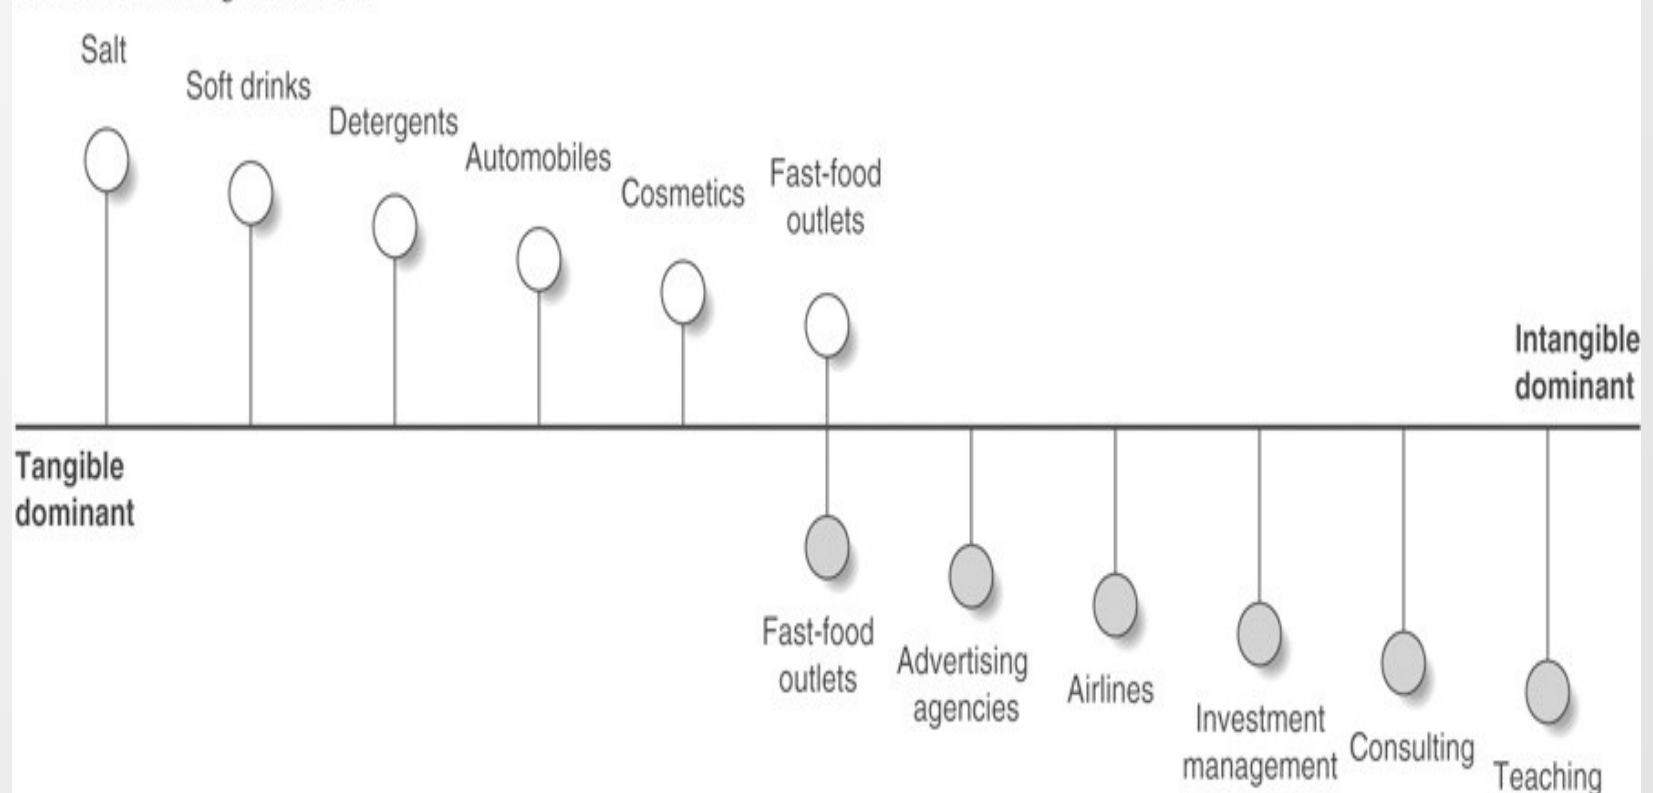 Salt
Soft drinks
Detergents
Automobiles
Cosmetics
Fast-food
outlets
Intangible
dominant
Tangible
dominant
Fast-food
outlets
Advertising
agencies
Airlines
Investment
management
Consulting
Teaching